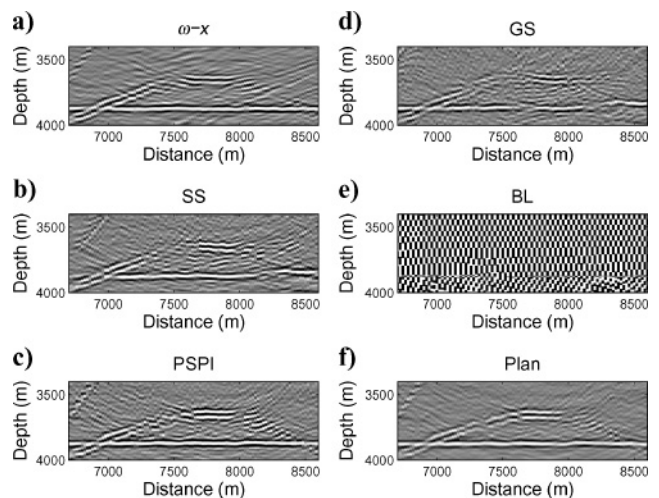 a) ω-x
Depth (m)
3500
4000
7000 7500 8000 8500
Distance (m)
b) SS
Depth (m)
3500
4000
7000 7500 8000 8500
Distance (m)
c) PSPI
Depth (m)
3500
4000
7000 7500 8000 8500
Distance (m)
d) GS
Depth (m)
3500
4000
7000 7500 8000 8500
Distance (m)
e) BL
Depth (m)
3500
4000
7000 7500 8000 8500
Distance (m)
f) Plan
Depth (m)
3500
4000
7000 7500 8000 8500
Distance (m)